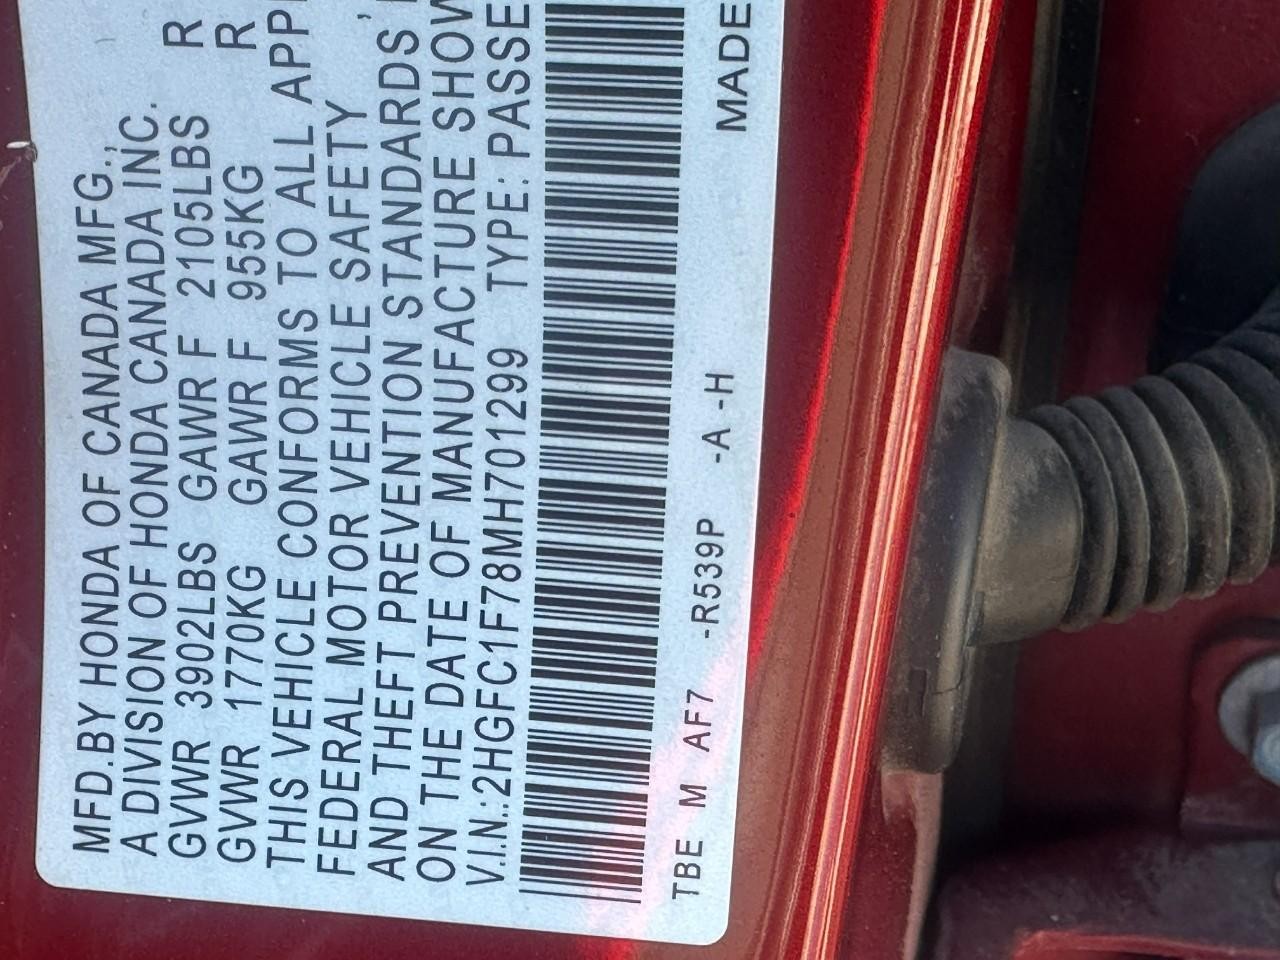 MFD.BY HONDA OF CANADA MFG.,
A DIVISION OF HONDA CANADA INC.
GVWR 3902LBS GAWR F 2105LBS R
GVWR 1770KG GAWR F 955KG R
THIS VEHICLE CONFORMS TO ALL APPI
FEDERAL MOTOR VEHICLE SAFETY
AND THEFT PREVENTION STANDARDS
ON THE DATE OF MANUFACTURE SHOW
V.I.N.:2HGFC1F78MH701299 TYPE: PASSE
TBE M AF7 -R539P -A -H MADE